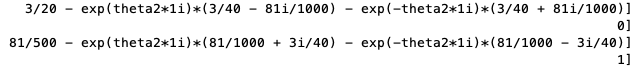 3/20 - exp(theta2*1i)*(3/40 - 81i/1000) - exp(-theta2*1i)*(3/40 + 81i/1000)]
0]
81/500 - exp(theta2*1i)*(81/1000 + 3i/40) - exp(-theta2*1i)*(81/1000 - 3i/40)]
1]